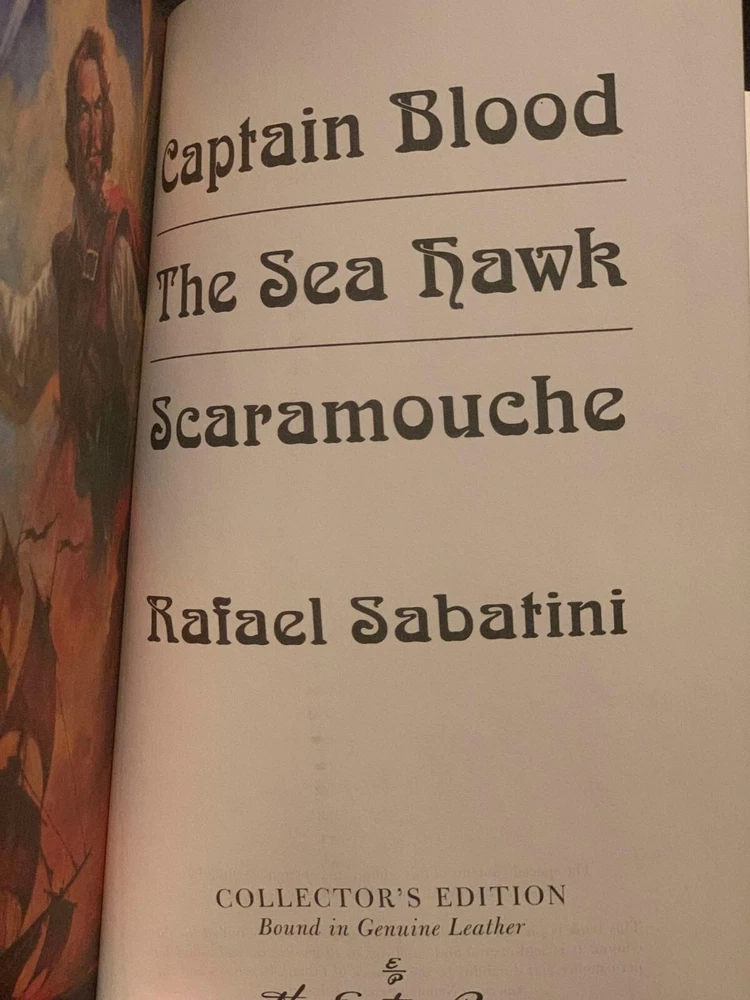 Captain Blood
The Sea Hawk
Scaramouche
Rafael Sabatini
COLLECTOR'S EDITION
Bound in Genuine Leather
E
P